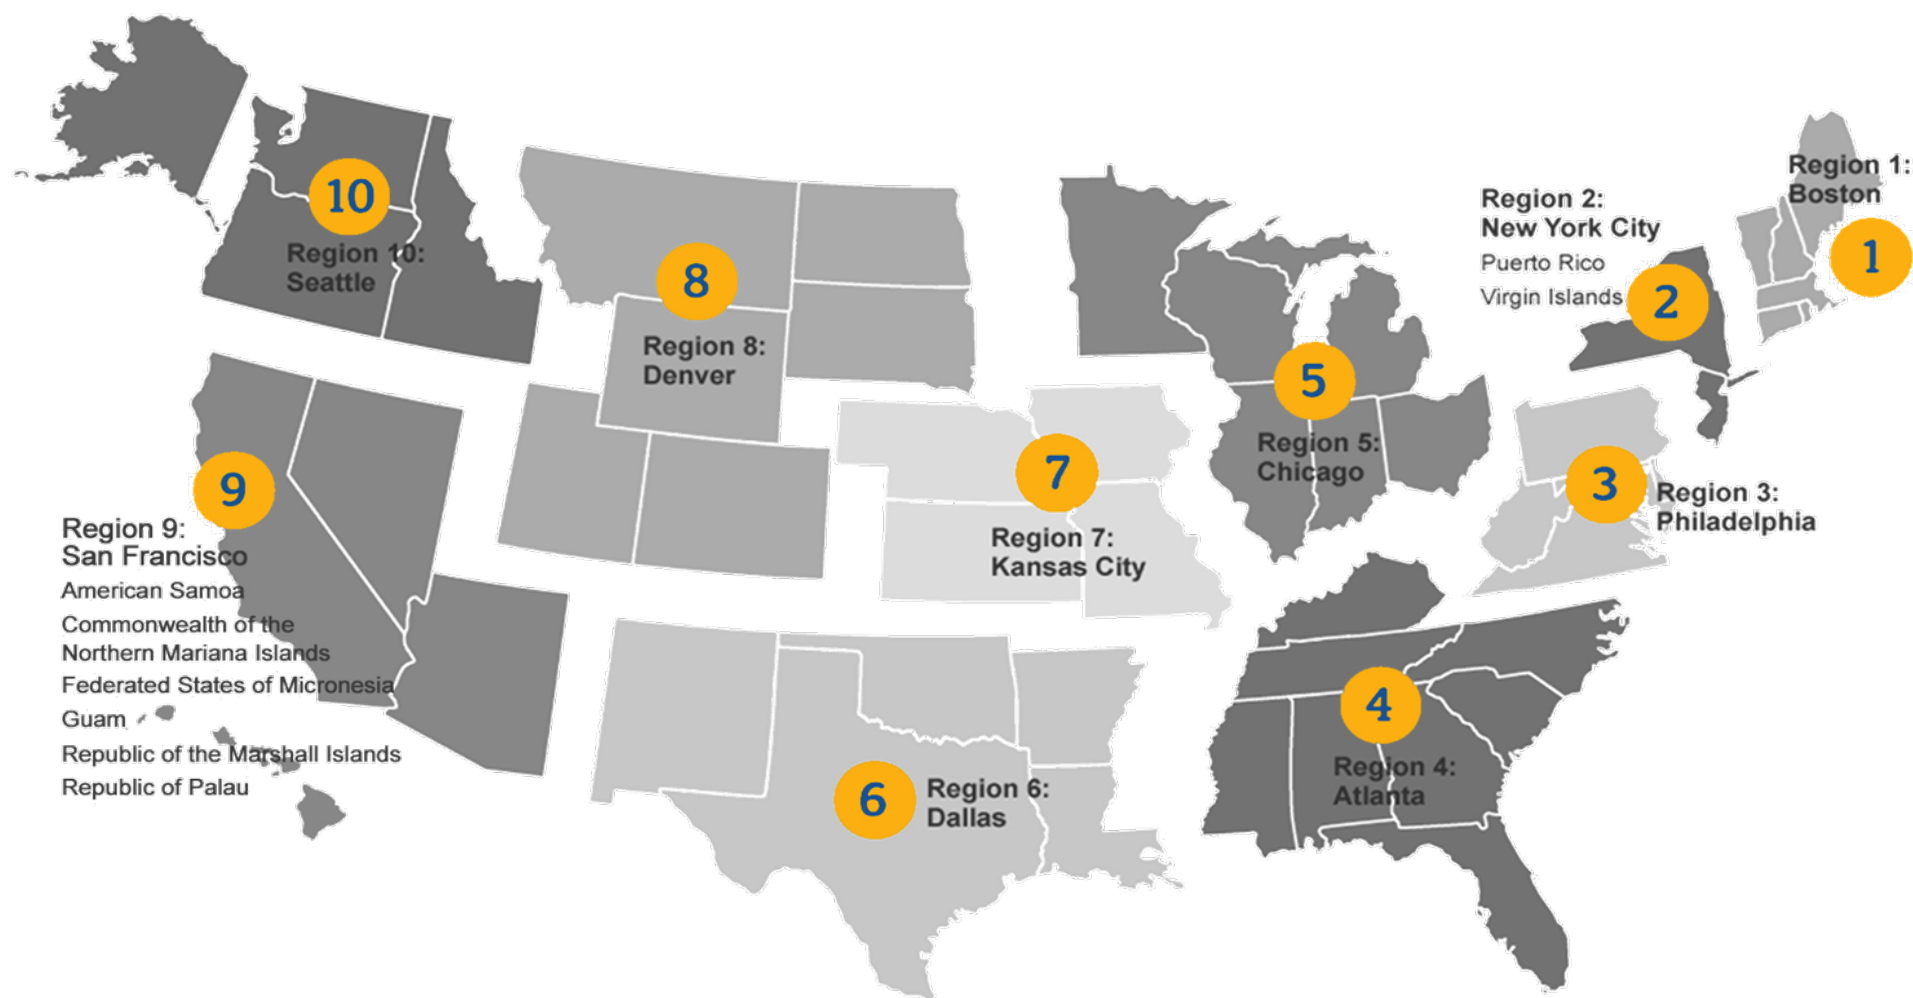 10
Region 10:
Seattle
8
Region 8:
Denver
9
Region 9:
San Francisco
American Samoa
Commonwealth of the
Northern Mariana Islands
Federated States of Micronesia
Guam
Republic of the Marshall Islands
Republic of Palau
7
Region 7:
Kansas City
6
Region 6:
Dallas
5
Region 5:
Chicago
4
Region 4:
Atlanta
Region 2:
New York City
Puerto Rico
Virgin Islands
2
Region 1:
Boston
1
3
Region 3:
Philadelphia